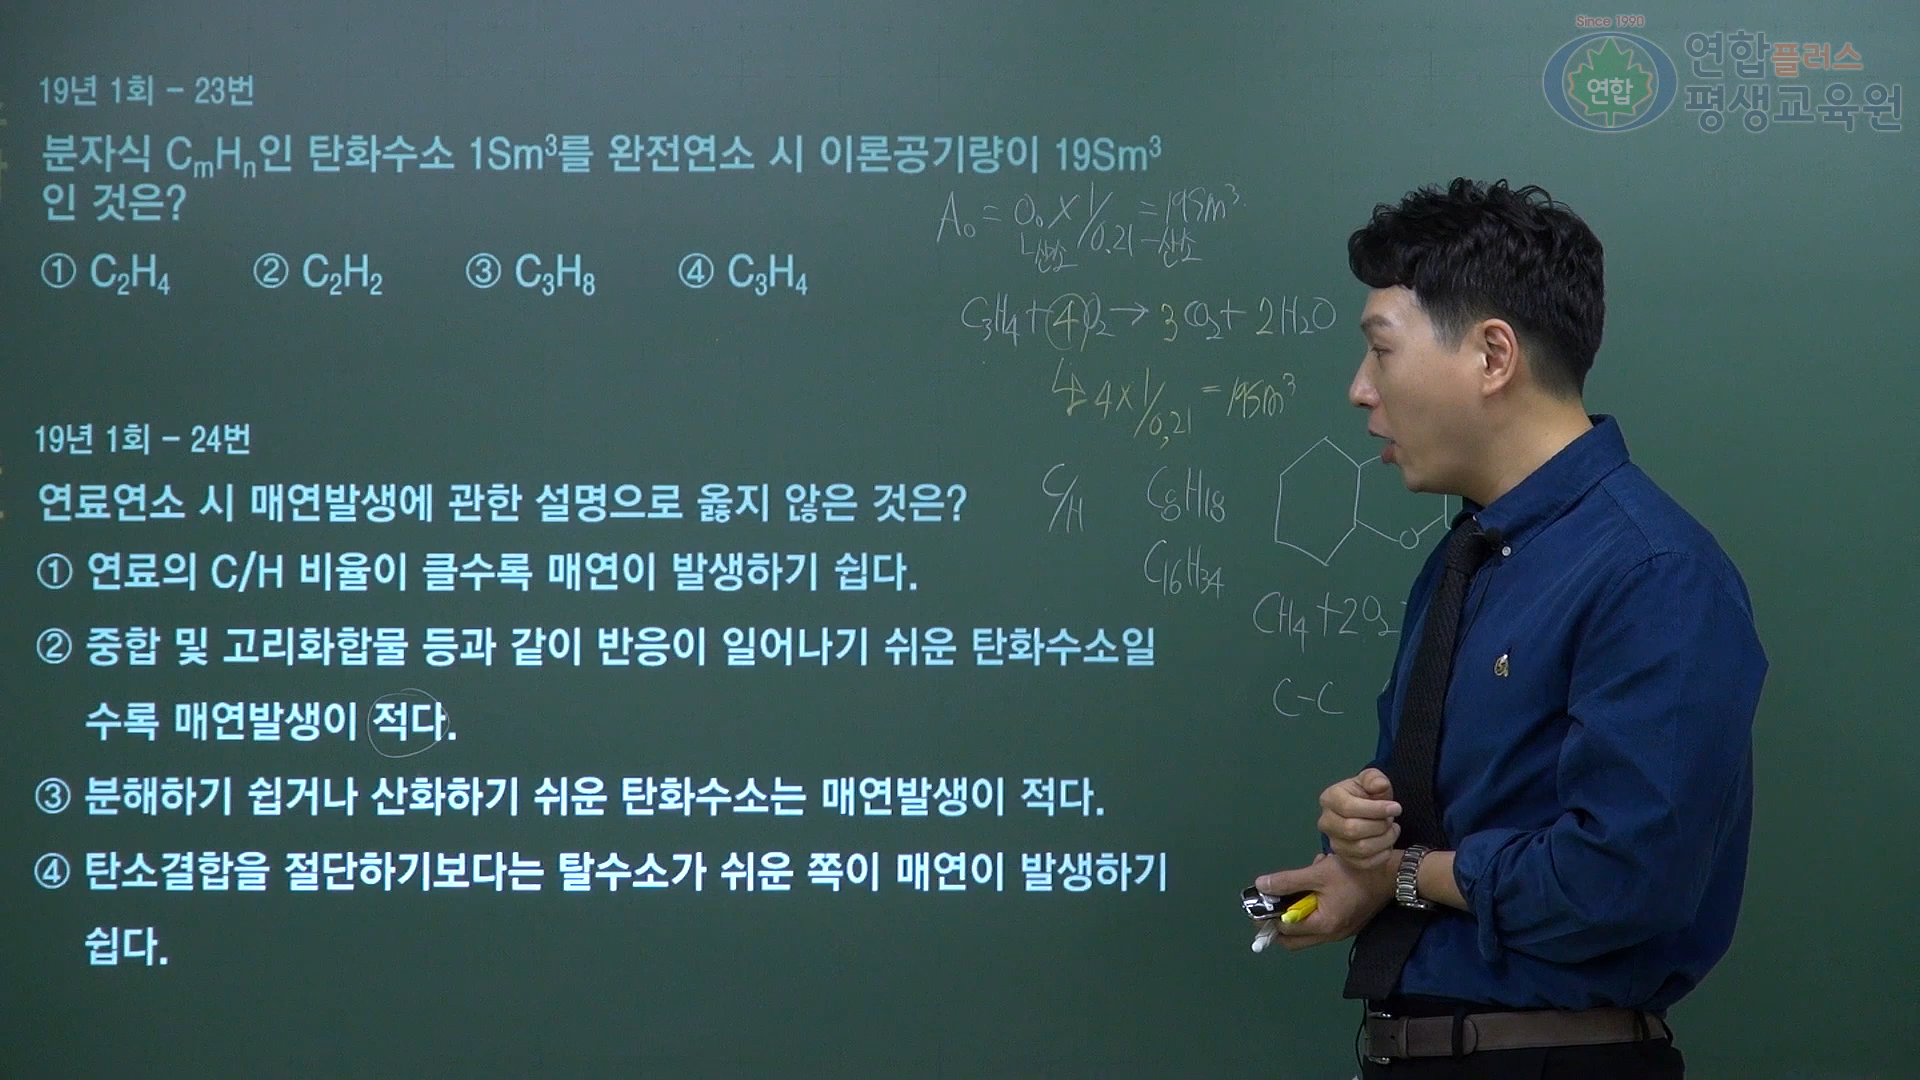 Since 1990
연합
연합플러스
평생교육원
19년 1회 – 23번
분자식 CmHn인 탄화수소 1Sm³를 완전연소 시 이론공기량이 19Sm³
인 것은?
① C₂H₄ ② C₂H₂ ③ C₃H₈ ④ C₃H₄
A₀ = O₀ × 1/0.21 = 19Sm³
C₃H₄ + 4O₂ → 3CO₂ + 2H₂O
4 × 1/0.21 = 19Sm³
19년 1회 – 24번
연료연소 시 매연발생에 관한 설명으로 옳지 않은 것은?
① 연료의 C/H 비율이 클수록 매연이 발생하기 쉽다.
② 중합 및 고리화합물 등과 같이 반응이 일어나기 쉬운 탄화수소일
수록 매연발생이 적다.
③ 분해하기 쉽거나 산화하기 쉬운 탄화수소는 매연발생이 적다.
④ 탄소결합을 절단하기보다는 탈수소가 쉬운 쪽이 매연이 발생하기
쉽다.
C/H C₈H₁₈
C₁₆H₃₄
O
CH₄ + 2O₂
C-C